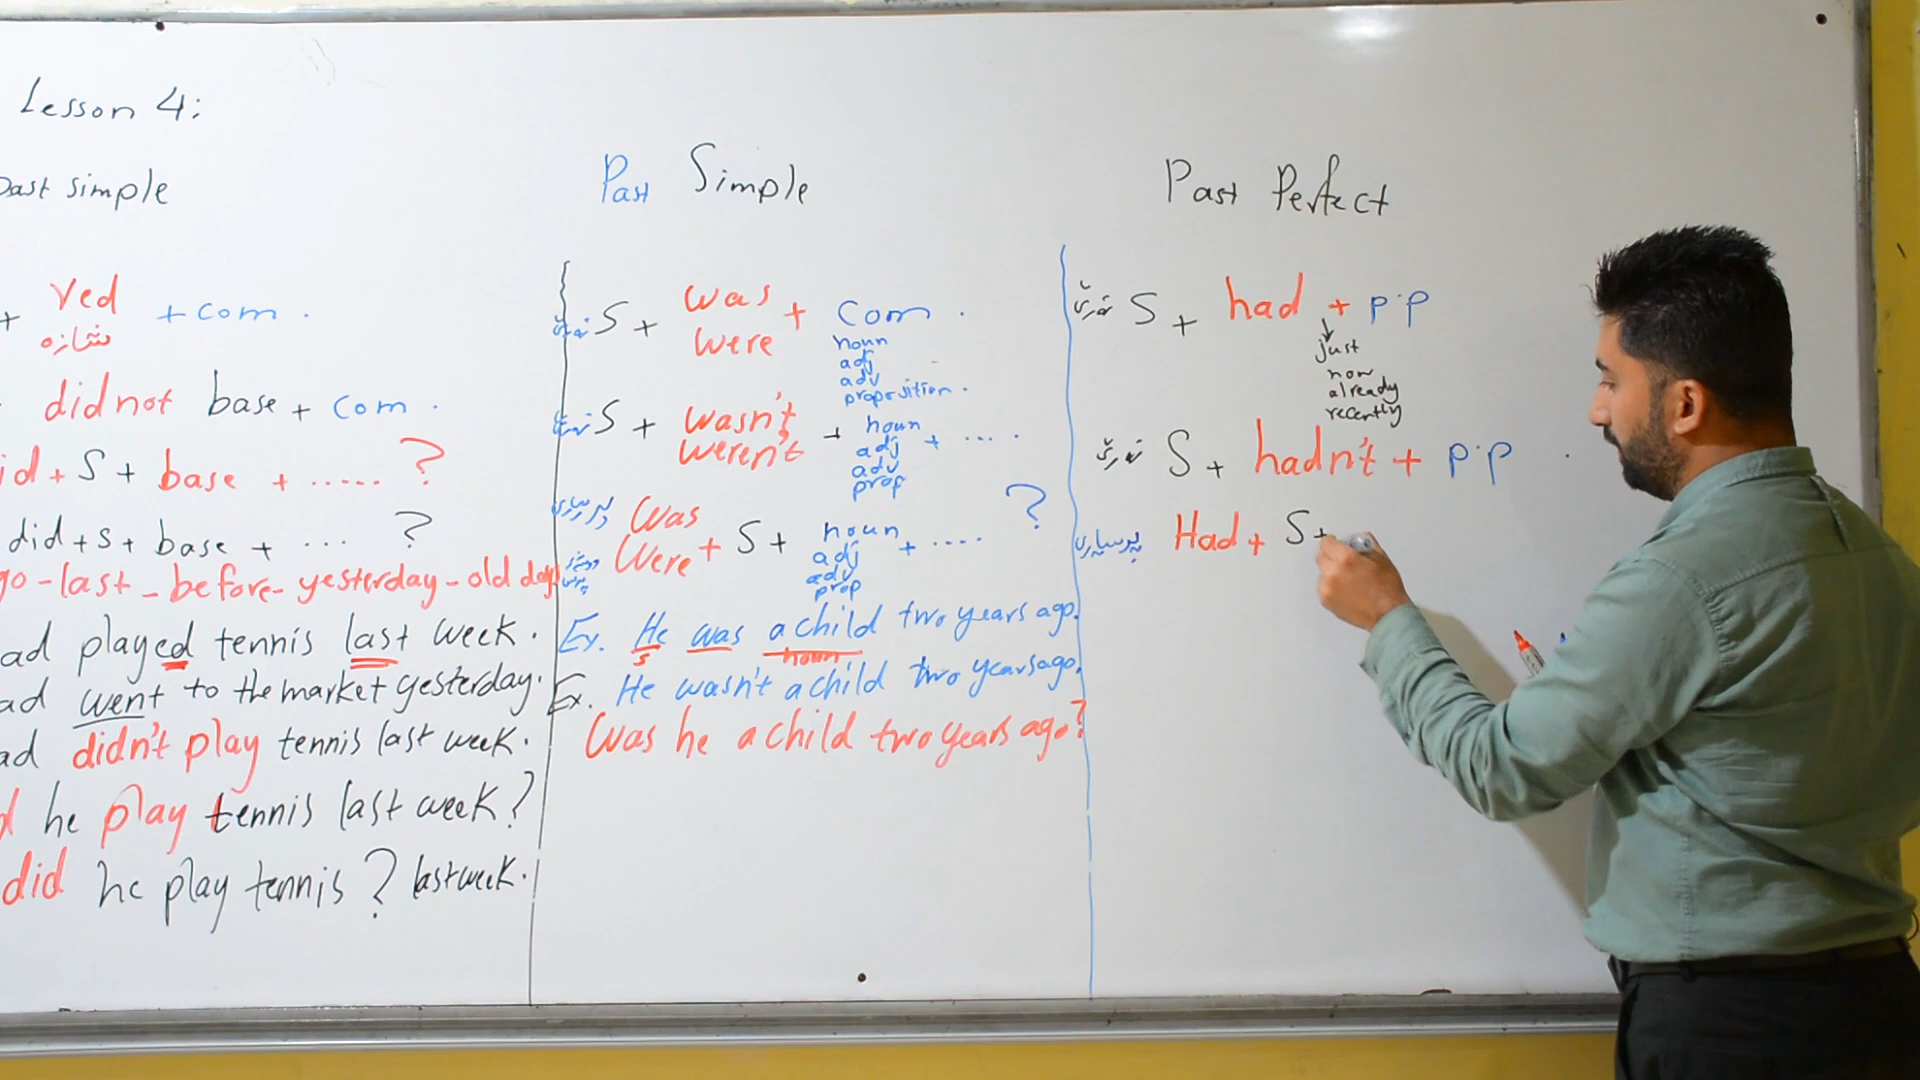 Lesson 4:
past simple
+ Ved + com .
didnot base + com .
id + S + base + ..... ?
did + s + base + ... ?
go - last - before - yesterday - old day
ad played tennis last week.
ad went to the market yesterday.
ad didn't play tennis last week.
d he play tennis last week?
did he play tennis? last week.
Past Simple
S + was + com .
were
noun
adj
adv
proposition .
S + wasn't + noun + ... .
weren't adj
adv
prop
Was + S + noun + .... ?
Were adj
adv
prop
Ex. He was a child two years ago.
s noun
Ex. He wasn't a child two years ago.
Was he a child two years ago?
Past Perfect
S + had + p.p
just
now
already
recently
S + hadn't + p.p .
پرسیاری Had + S +